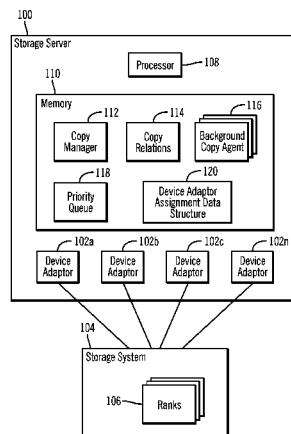 100
Storage Server
Processor
108
110
Memory
112
Copy
Manager
114
Copy
Relations
116
Background
Copy Agent
118
Priority
Queue
120
Device Adaptor
Assignment Data
Structure
102a
Device
Adaptor
102b
Device
Adaptor
102c
Device
Adaptor
102n
Device
Adaptor
104
Storage System
106
Ranks